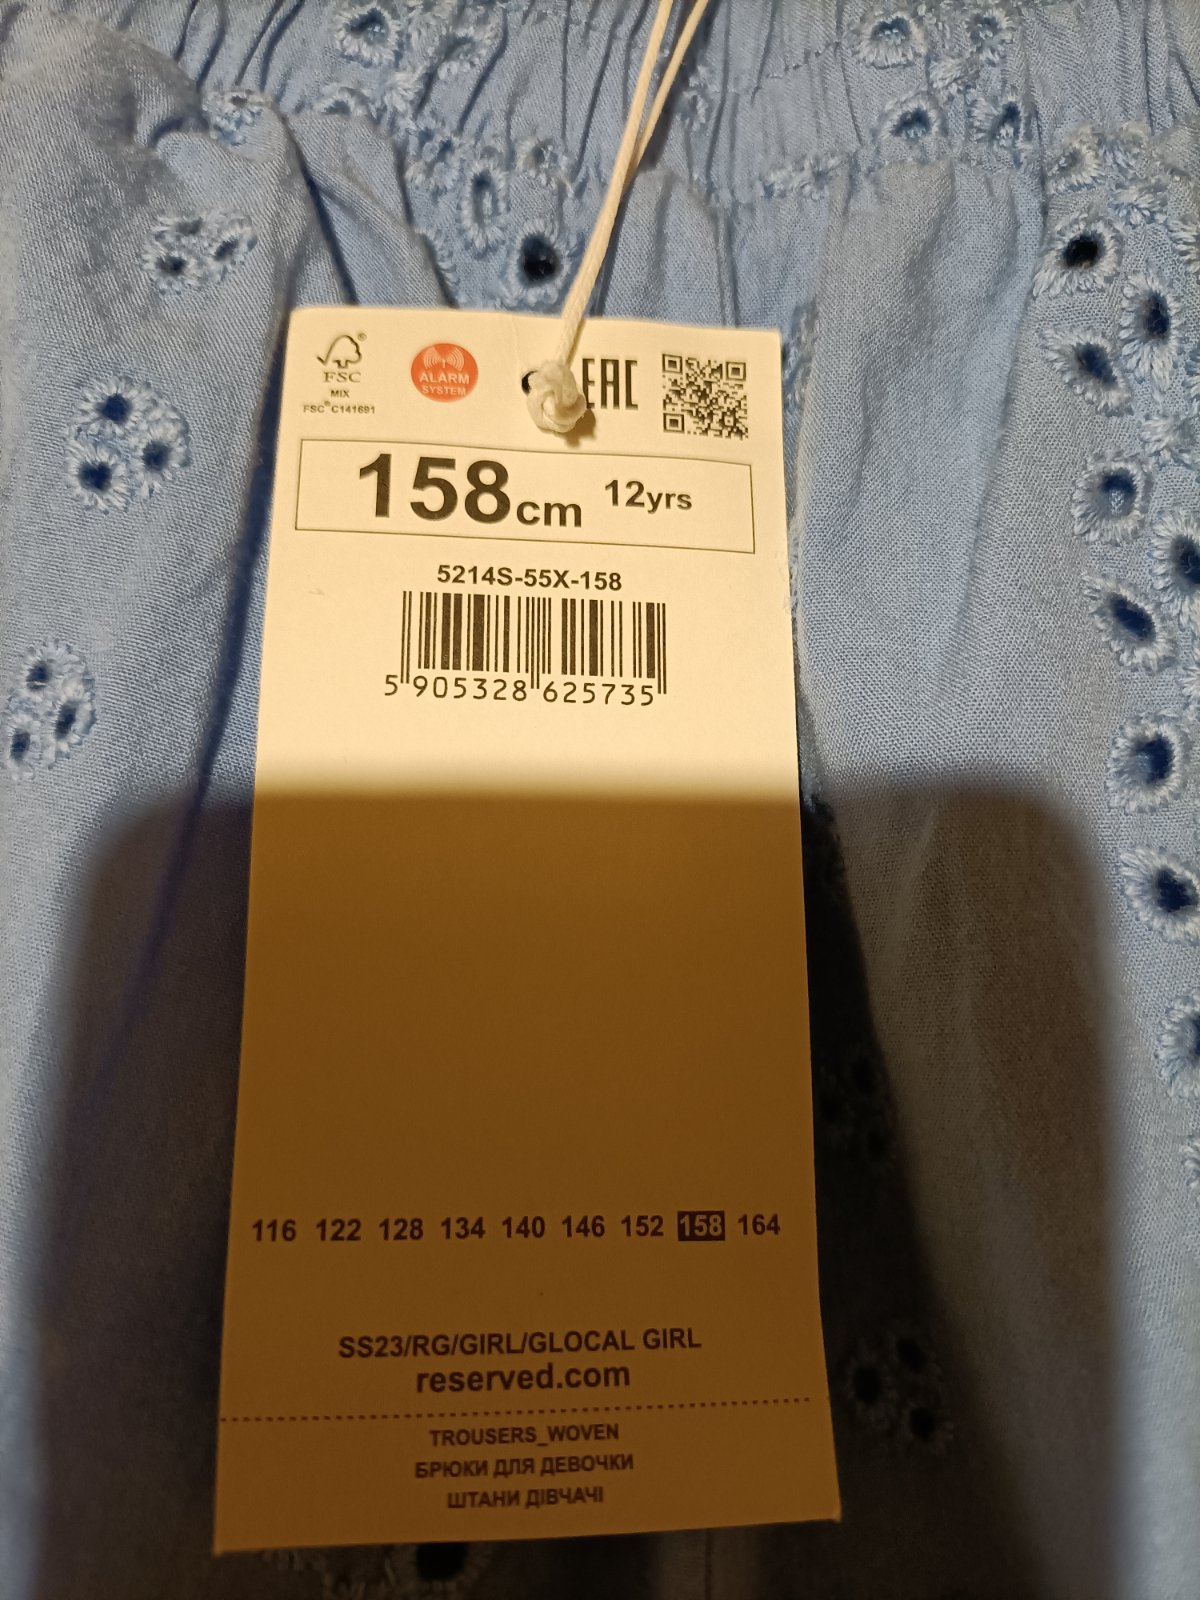 FSC®
MIX
FSC® C141691
ALARM
SYSTEM
EAC
158cm 12yrs
5214S-55X-158
5 905328 625735
116 122 128 134 140 146 152 158 164
SS23/RG/GIRL/GLOCAL GIRL
reserved.com
TROUSERS_WOVEN
БРЮКИ ДЛЯ ДЕВОЧКИ
ШТАНИ ДІВЧАЧІ